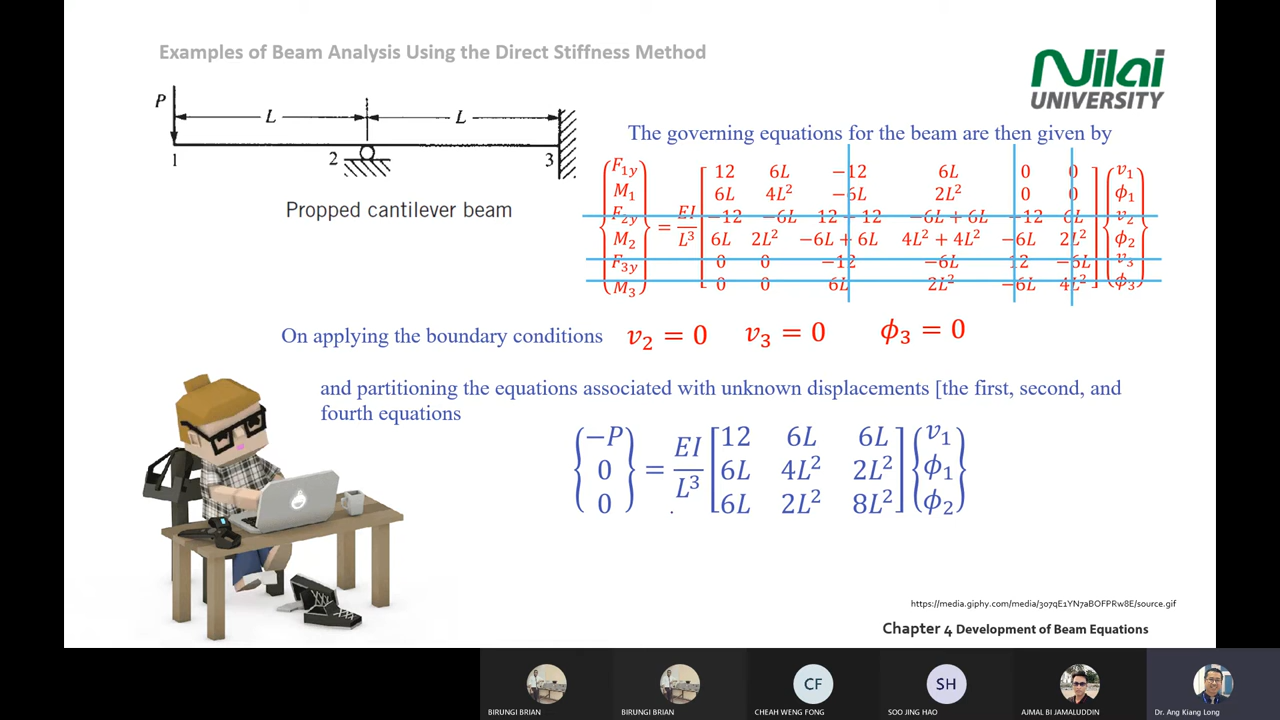 Examples of Beam Analysis Using the Direct Stiffness Method
Nilai
UNIVERSITY
P
L
L
1
2
3
Propped cantilever beam
The governing equations for the beam are then given by
F1y M1 F2y M2 F3y M3
= EI/L³
12 6L −12 6L 0 0
6L 4L² −6L 2L² 0 0
−12 −6L 12 + 12 −6L + 6L −12 6L
6L 2L² −6L + 6L 4L² + 4L² −6L 2L²
0 0 −12 −6L 12 −6L
0 0 6L 2L² −6L 4L²
v1 ϕ1 v2 ϕ2 v3 ϕ3
On applying the boundary conditions v2 = 0 v3 = 0 ϕ3 = 0
and partitioning the equations associated with unknown displacements [the first, second, and
fourth equations
{−P 0 0} = EI/L³
12 6L 6L
6L 4L² 2L²
6L 2L² 8L²
v1 ϕ1 ϕ2
https://media.giphy.com/media/307qE1YN7aBOFPRw8E/source.gif
Chapter 4 Development of Beam Equations
CF
SH
BIRUNGI BRIAN
BIRUNGI BRIAN
CHEAH WENG FONG
SOO JING HAO
AJMAL BI JAMALUDDIN
Dr. Ang Kiang Long